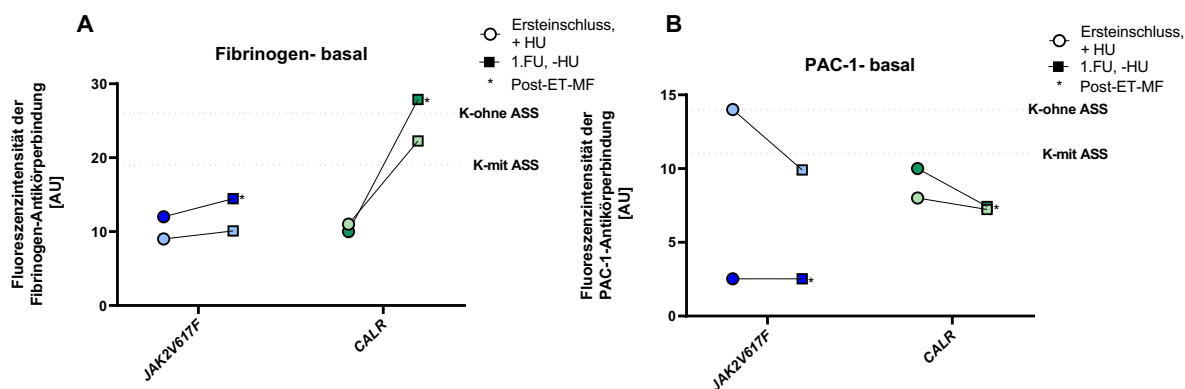 A
Fibrinogen- basal
Ersteinschluss,
+ HU
1.FU, -HU
* Post-ET-MF
Fluoreszenzintensität der
Fibrinogen-Antikörperbindung
[AU]
30
20
10
0
K-ohne ASS
K-mit ASS
*
*
JAK2V617F
CALR
B
PAC-1- basal
Ersteinschluss,
+ HU
1.FU, -HU
* Post-ET-MF
Fluoreszenzintensität der
PAC-1-Antikörperbindung
[AU]
15
10
5
0
K-ohne ASS
K-mit ASS
*
*
JAK2V617F
CALR